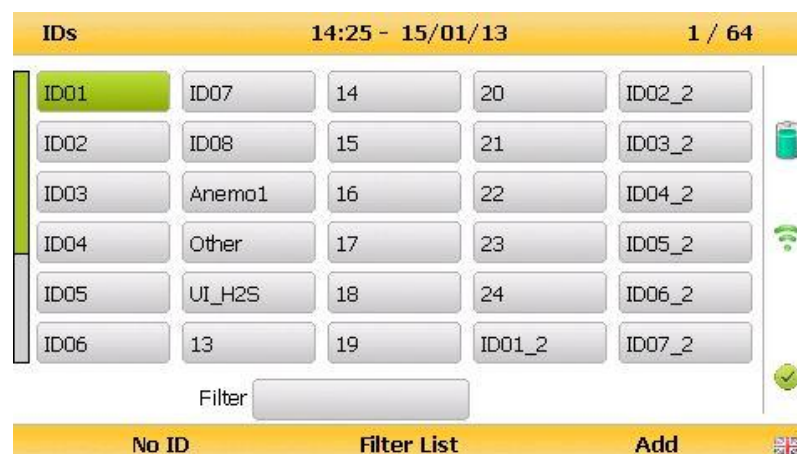 IDs 14:25 - 15/01/13 1 / 64
ID01 ID07 14 20 ID02_2
ID02 ID08 15 21 ID03_2
ID03 Anemo1 16 22 ID04_2
ID04 Other 17 23 ID05_2
ID05 UI_H2S 18 24 ID06_2
ID06 13 19 ID01_2 ID07_2
Filter
No ID Filter List Add